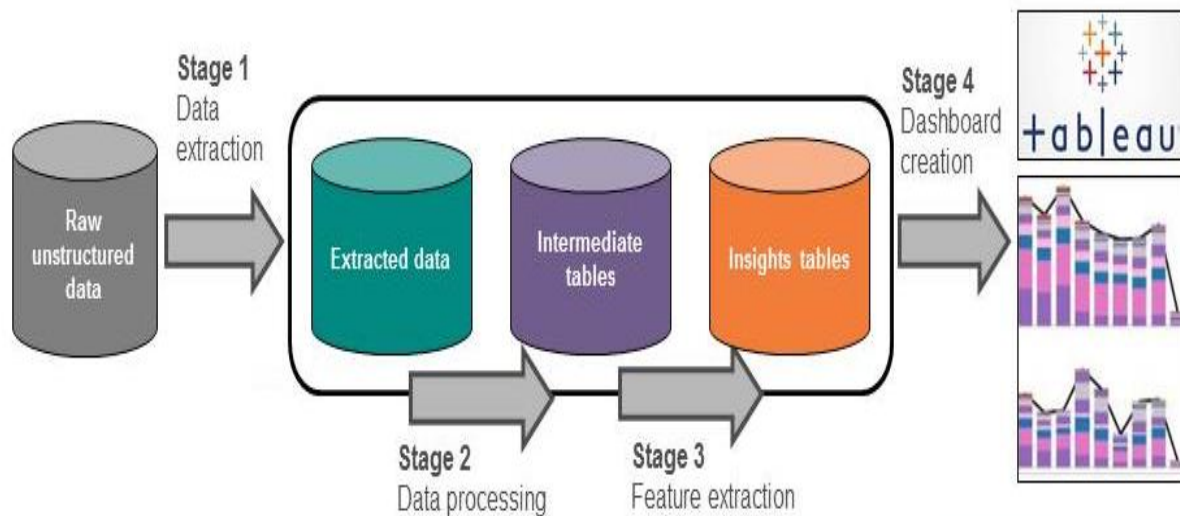 Stage 1
Data
extraction
Raw
unstructured
data
Extracted data
Intermediate
tables
Insights tables
Stage 2
Data processing
Stage 3
Feature extraction
Stage 4
Dashboard
creation
+ableau